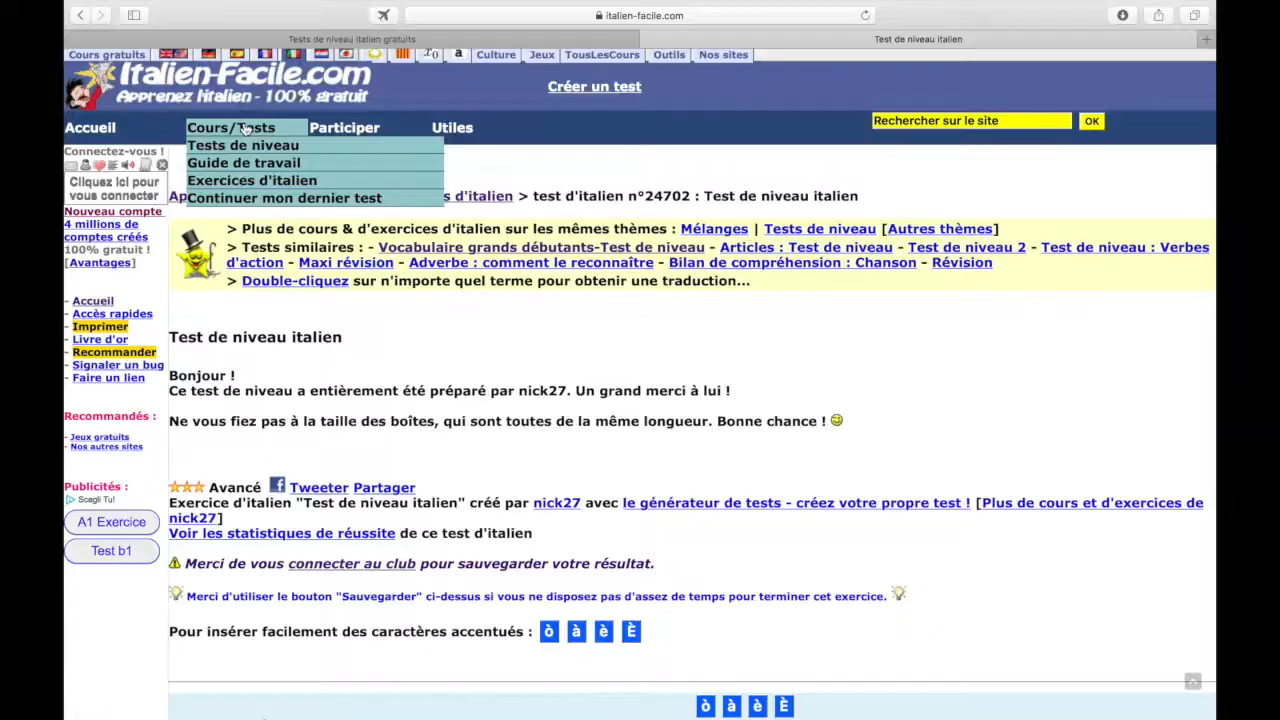 italien-facile.com
Tests de niveau italien gratuits
Test de niveau italien
Cours gratuits
Culture
Jeux
TousLesCours
Outils
Nos sites
Italien-Facile.com
Apprenez l'italien - 100% gratuit
Créer un test
Accueil
Cours/Tests
Participer
Utiles
Rechercher sur le site
OK
Tests de niveau
Guide de travail
Exercices d'italien
Continuer mon dernier test
Connectez-vous !
Cliquez ici pour
vous connecter
Nouveau compte
4 millions de
comptes créés
100% gratuit !
[Avantages]
- Accueil
- Accès rapides
- Imprimer
- Livre d'or
- Recommander
- Signaler un bug
- Faire un lien
Recommandés :
- Jeux gratuits
- Nos autres sites
Publicités :
Scegli Tu!
A1 Exercice
Test b1
Ap s d'italien > test d'italien n°24702 : Test de niveau italien
> Plus de cours & d'exercices d'italien sur les mêmes thèmes : Mélanges | Tests de niveau [Autres thèmes]
> Tests similaires : - Vocabulaire grands débutants-Test de niveau - Articles : Test de niveau - Test de niveau 2 - Test de niveau : Verbes
d'action - Maxi révision - Adverbe : comment le reconnaître - Bilan de compréhension : Chanson - Révision
> Double-cliquez sur n'importe quel terme pour obtenir une traduction...
Test de niveau italien
Bonjour !
Ce test de niveau a entièrement été préparé par nick27. Un grand merci à lui !
Ne vous fiez pas à la taille des boîtes, qui sont toutes de la même longueur. Bonne chance !
Avancé Tweeter Partager
Exercice d'italien "Test de niveau italien" créé par nick27 avec le générateur de tests - créez votre propre test ! [Plus de cours et d'exercices de
nick27]
Voir les statistiques de réussite de ce test d'italien
Merci de vous connecter au club pour sauvegarder votre résultat.
Merci d'utiliser le bouton "Sauvegarder" ci-dessus si vous ne disposez pas d'assez de temps pour terminer cet exercice.
Pour insérer facilement des caractères accentués : ò à è È
ò à è È